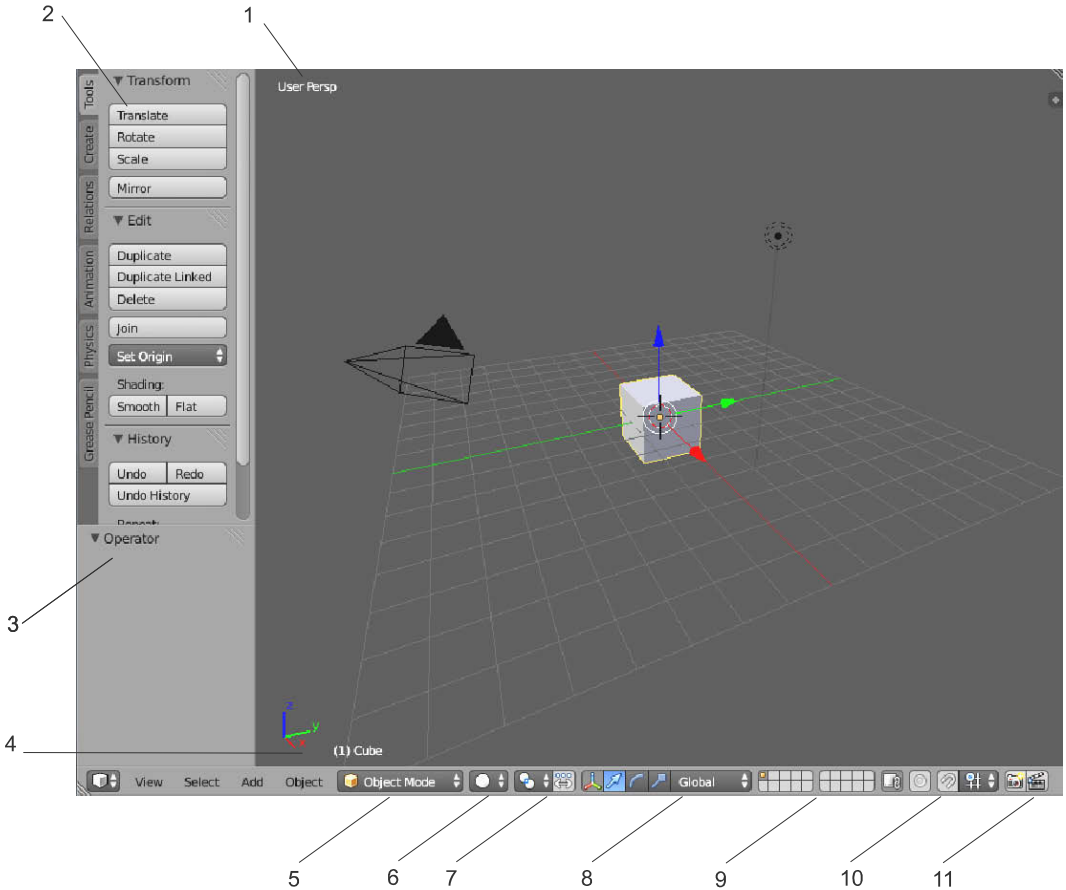 2
1
User Persp
Tools
Create
Relations
Animation
Physics
Grease Pencil
Transform
Translate
Rotate
Scale
Mirror
Edit
Duplicate
Duplicate Linked
Delete
Join
Set Origin
Shading:
Smooth Flat
History
Undo Redo
Undo History
Repeat:
Operator
3
4
z
y
x
(1) Cube
View Select Add Object Object Mode Global
5 6 7 8 9 10 11